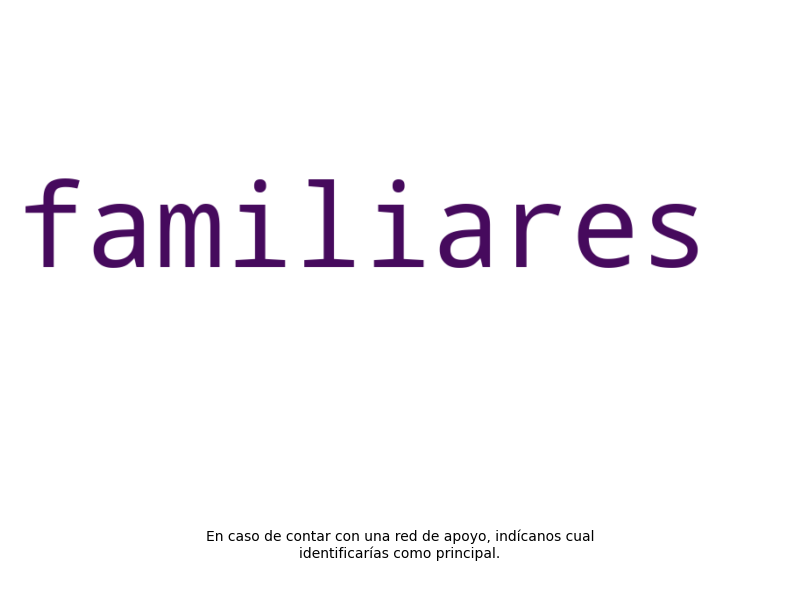 familiares
En caso de contar con una red de apoyo, indícanos cual
identificarías como principal.